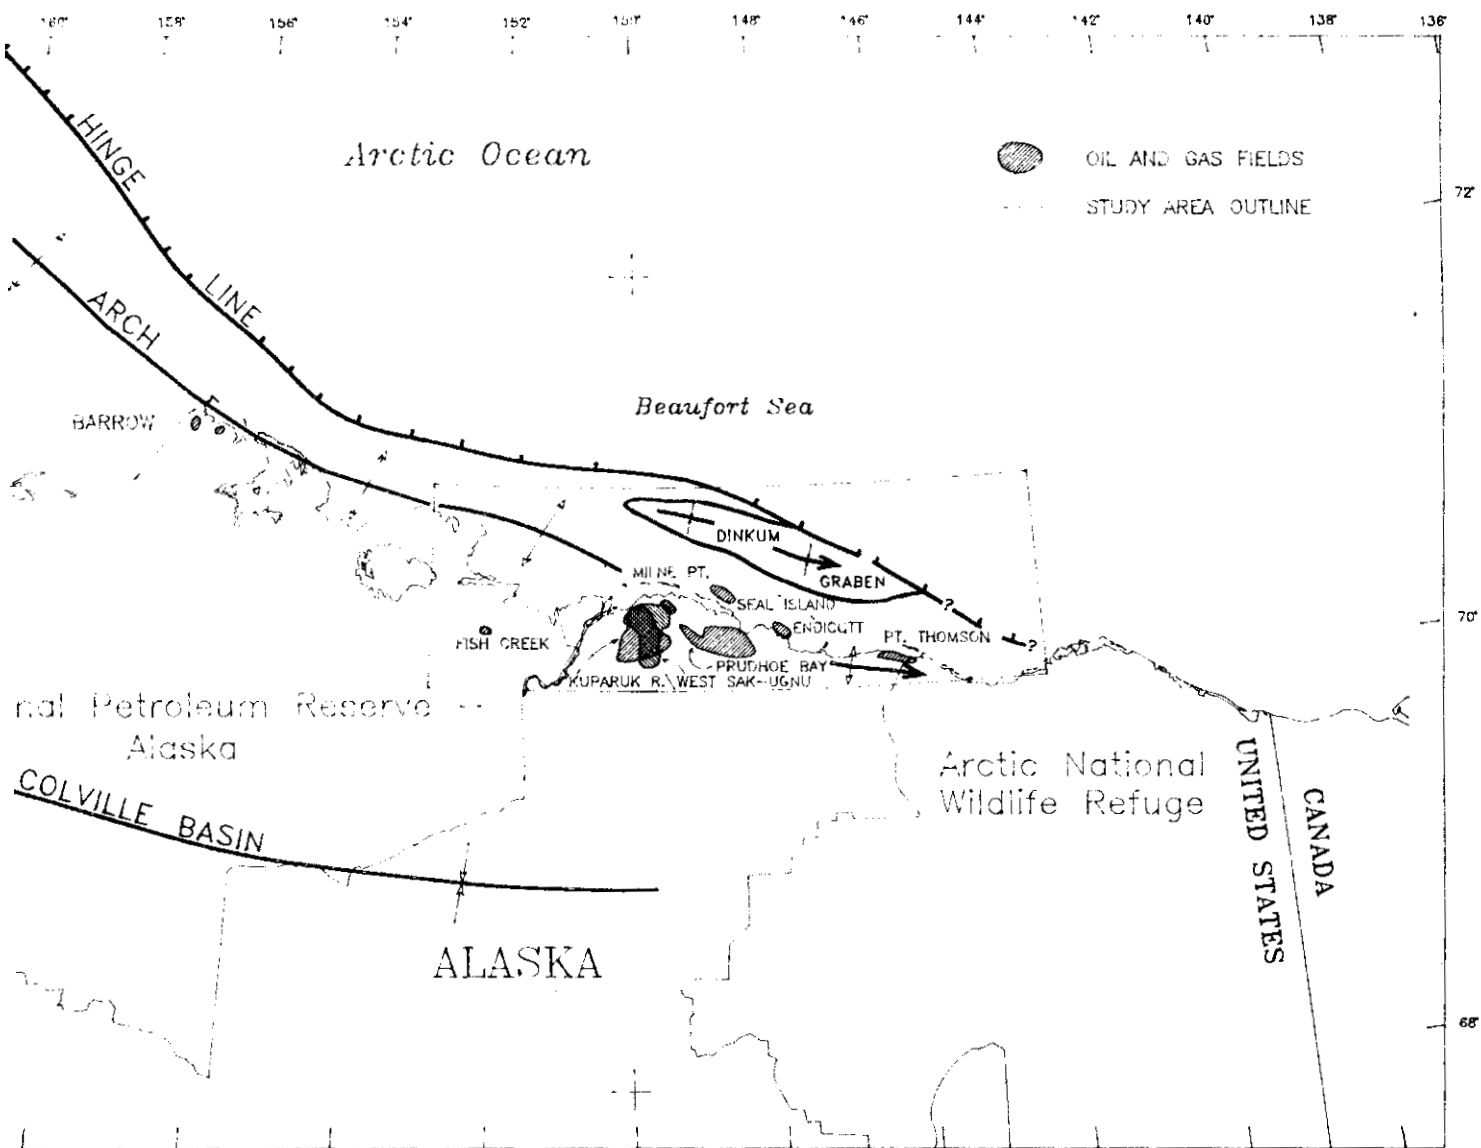 160° 158° 156° 154° 152° 150° 148° 146° 144° 142° 140° 138° 136°
HINGE
LINE
Arctic Ocean
OIL AND GAS FIELDS
STUDY AREA OUTLINE
72°
ARCH
BARROW
Beaufort Sea
DINKUM
GRABEN
MILNE PT.
SEAL ISLAND
?
70°
FISH CREEK
ENDICOTT
PT. THOMSON
?
PRUDHOE BAY
KUPARUK R. WEST SAK-UGNU
nal Petroleum Reserve
Alaska
Arctic National
Wildlife Refuge
UNITED STATES
CANADA
COLVILLE BASIN
ALASKA
68°